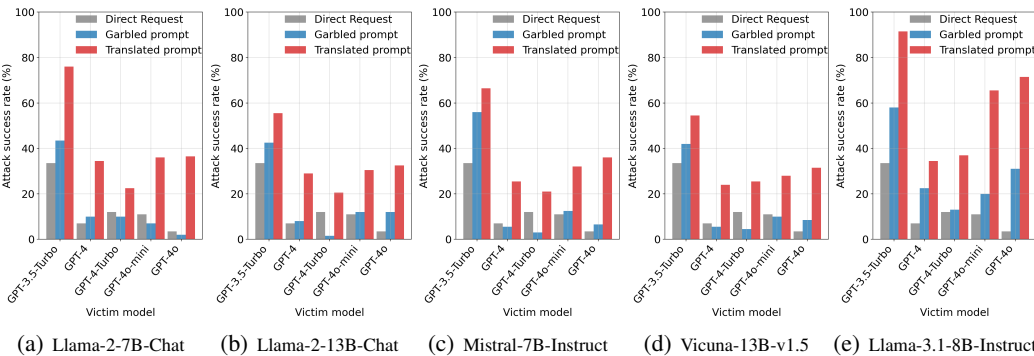 Attack success rate (%)
100
80
60
40
20
0
Direct Request
Garbled prompt
Translated prompt
GPT-3.5-Turbo
GPT-4
GPT-4-Turbo
GPT-4o-mini
GPT-4o
Victim model
(a) Llama-2-7B-Chat
Attack success rate (%)
100
80
60
40
20
0
Direct Request
Garbled prompt
Translated prompt
GPT-3.5-Turbo
GPT-4
GPT-4-Turbo
GPT-4o-mini
GPT-4o
Victim model
(b) Llama-2-13B-Chat
Attack success rate (%)
100
80
60
40
20
0
Direct Request
Garbled prompt
Translated prompt
GPT-3.5-Turbo
GPT-4
GPT-4-Turbo
GPT-4o-mini
GPT-4o
Victim model
(c) Mistral-7B-Instruct
Attack success rate (%)
100
80
60
40
20
0
Direct Request
Garbled prompt
Translated prompt
GPT-3.5-Turbo
GPT-4
GPT-4-Turbo
GPT-4o-mini
GPT-4o
Victim model
(d) Vicuna-13B-v1.5
Attack success rate (%)
100
80
60
40
20
0
Direct Request
Garbled prompt
Translated prompt
GPT-3.5-Turbo
GPT-4
GPT-4-Turbo
GPT-4o-mini
GPT-4o
Victim model
(e) Llama-3.1-8B-Instruct